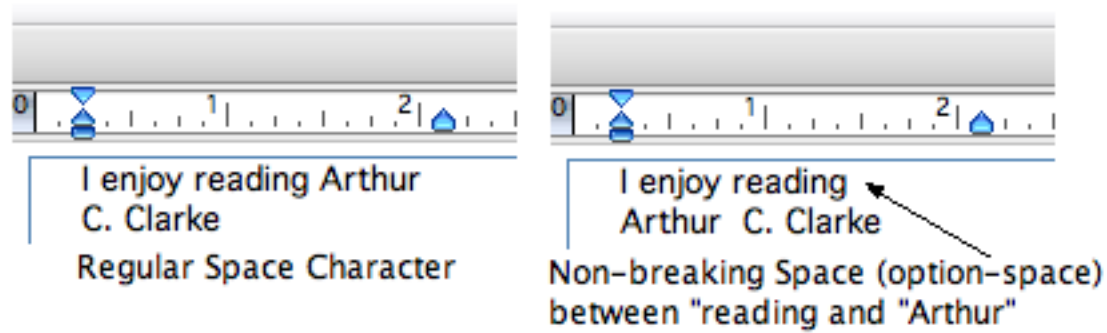 0 1 2
I enjoy reading Arthur
C. Clarke
Regular Space Character
0 1 2
I enjoy reading
Arthur  C. Clarke
Non-breaking Space (option-space)
between "reading and "Arthur"